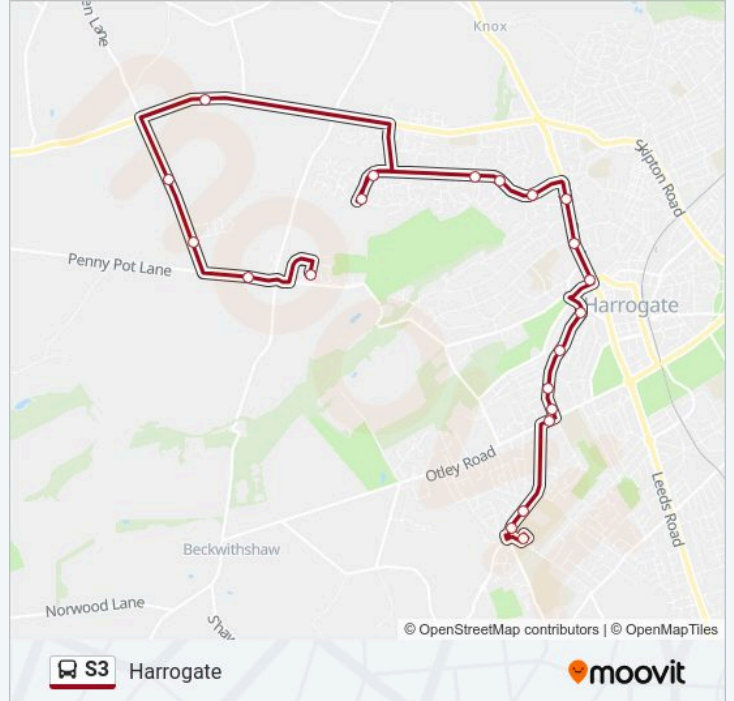 en Lane
Knox
Skipton Road
Penny Pot Lane
Harrogate
Otley Road
Leeds Road
Beckwithshaw
Norwood Lane
Shaw
© OpenStreetMap contributors | © OpenMapTiles
S3 Harrogate
moovit